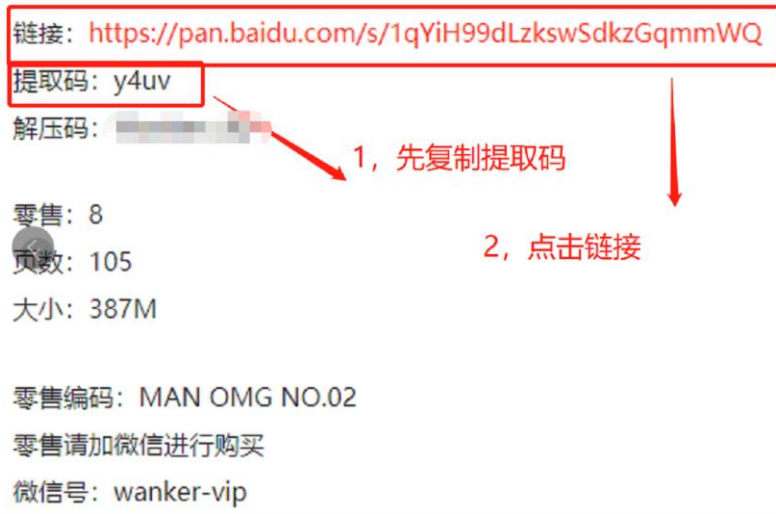 链接：https://pan.baidu.com/s/1qYiH99dLzkswSdkzGqmmWQ
提取码：y4uv
解压码：
1，先复制提取码
零售：8
2，点击链接
页数：105
大小：387M
零售编码：MAN OMG NO.02
零售请加微信进行购买
微信号：wanker-vip